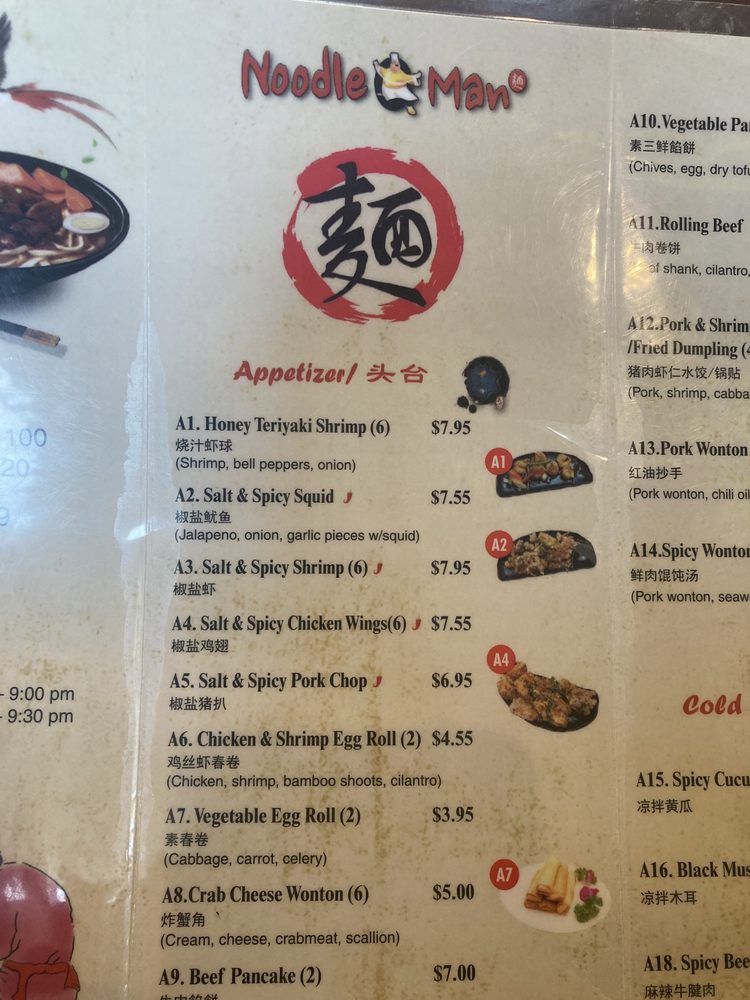 100
20
9
- 9:00 pm
- 9:30 pm
Noodle Man
麵
麵
Appetizer/ 头台
A1. Honey Teriyaki Shrimp (6) $7.95
烧汁虾球
(Shrimp, bell peppers, onion)
A1
A2. Salt & Spicy Squid $7.55
椒盐鱿鱼
(Jalapeno, onion, garlic pieces w/squid)
A2
A3. Salt & Spicy Shrimp (6) $7.95
椒盐虾
A4. Salt & Spicy Chicken Wings(6) $7.55
椒盐鸡翅
A4
A5. Salt & Spicy Pork Chop $6.95
椒盐猪扒
A6. Chicken & Shrimp Egg Roll (2) $4.55
鸡丝虾春卷
(Chicken, shrimp, bamboo shoots, cilantro)
A7. Vegetable Egg Roll (2) $3.95
素春卷
(Cabbage, carrot, celery)
A7
A8.Crab Cheese Wonton (6) $5.00
炸蟹角
(Cream, cheese, crabmeat, scallion)
A9. Beef Pancake (2) $7.00
A10.Vegetable Pa
素三鲜餡餅
(Chives, egg, dry tofu
A11.Rolling Beef
牛肉卷饼
shank, cilantro,
A12.Pork & Shrim
/Fried Dumpling (4
猪肉虾仁水饺/锅贴
(Pork, shrimp, cabba
A13.Pork Wonton
红油抄手
(Pork wonton, chili oil
A14.Spicy Wonton
鲜肉馄饨汤
(Pork wonton, seaw
Cold
A15. Spicy Cucu
凉拌黄瓜
A16. Black Mus
凉拌木耳
A18. Spicy Bee
麻辣牛腱肉